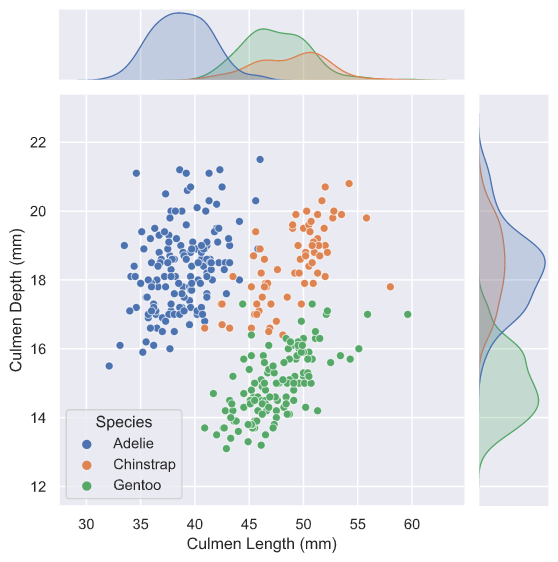 22
20
18
16
14
12
Culmen Depth (mm)
Species
Adelie
Chinstrap
Gentoo
30 35 40 45 50 55 60
Culmen Length (mm)